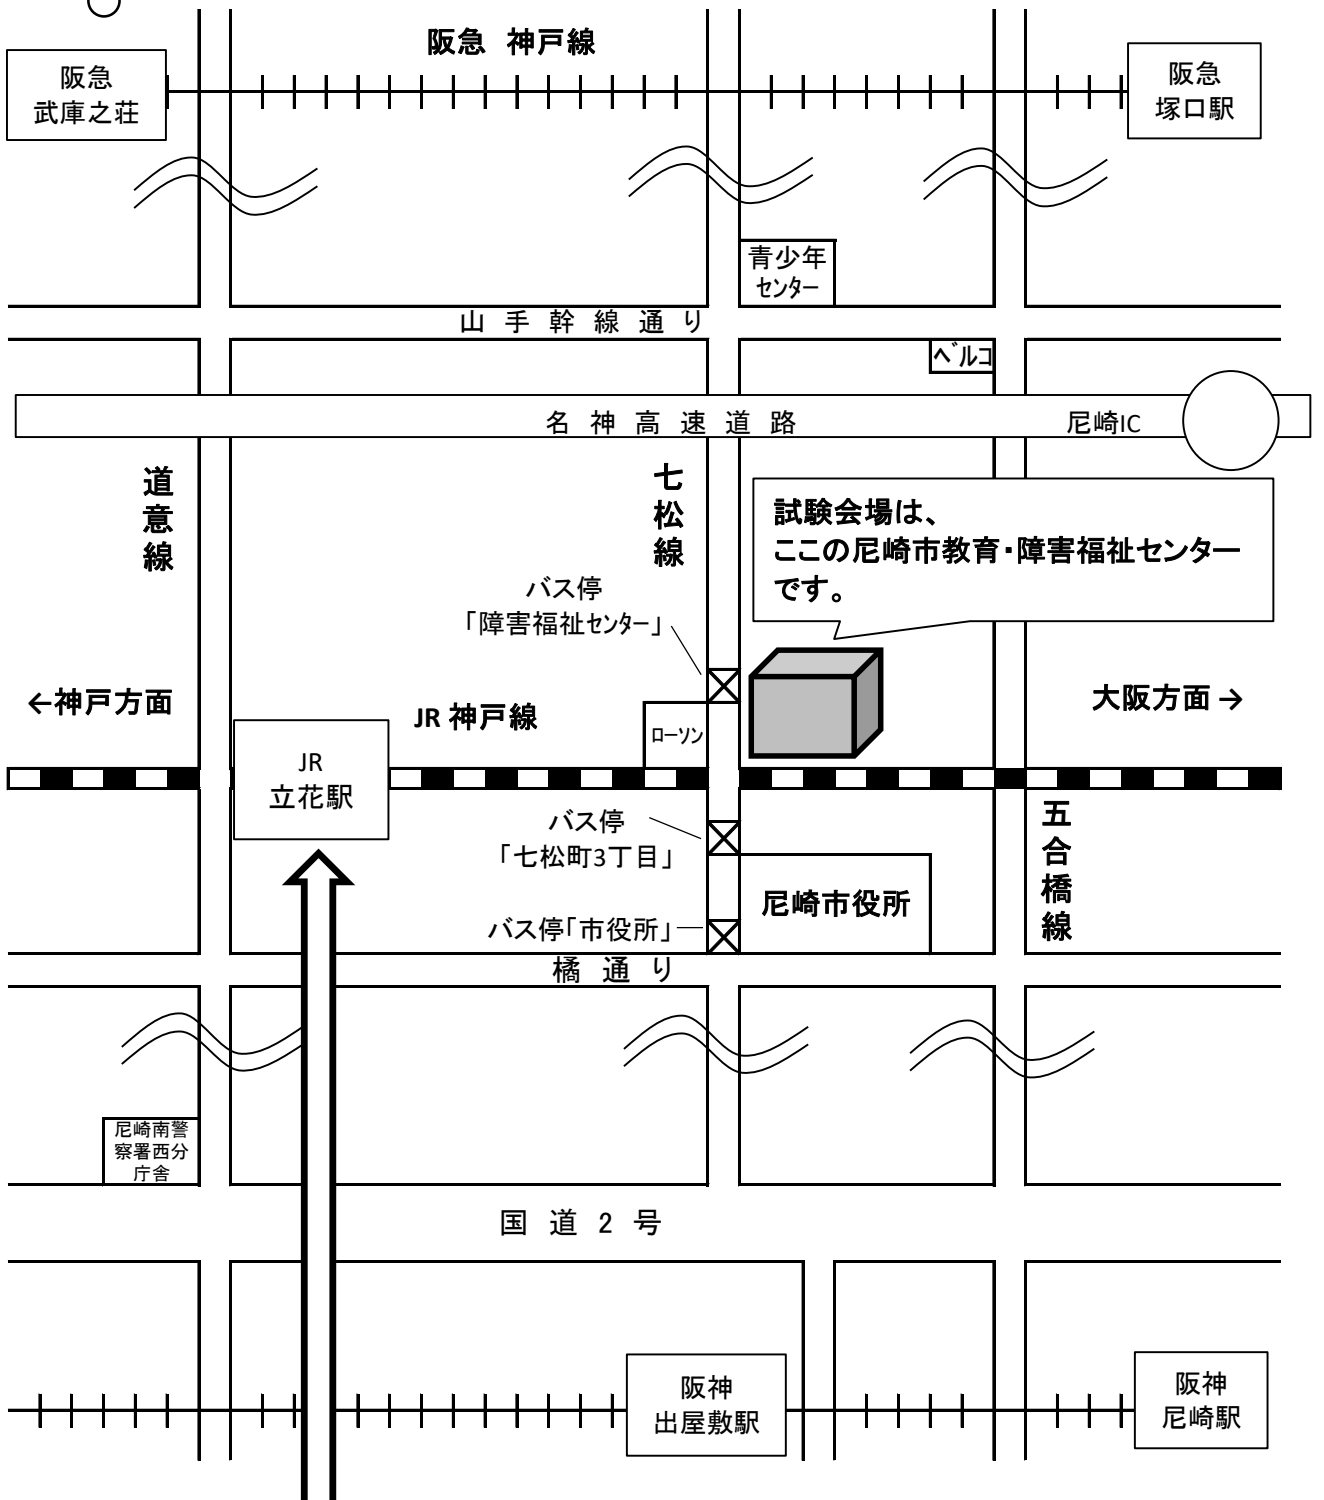 阪急　神戸線
阪急
武庫之荘
阪急
塚口駅
青少年
センター
山手幹線通り
ベルコ
名神高速道路
尼崎IC
道意線
七松線
試験会場は、
ここの尼崎市教育・障害福祉センター
です。
バス停
「障害福祉センター」
←神戸方面
大阪方面→
JR 神戸線
ローソン
JR
立花駅
バス停
「七松町3丁目」
五合橋線
尼崎市役所
バス停「市役所」
橘通り
尼崎南警
察署西分
庁舎
国道2号
阪神
出屋敷駅
阪神
尼崎駅